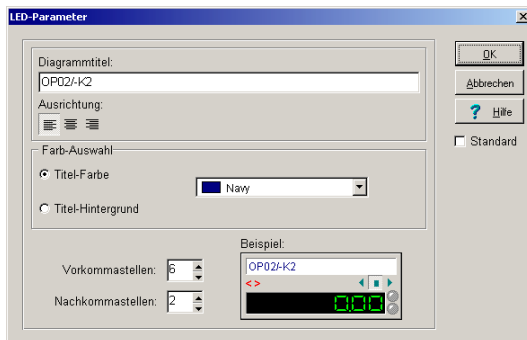 LED-Parameter
Diagrammtitel:
OP02/-K2
Ausrichtung:
Farb-Auswahl
Titel-Farbe
Navy
Titel-Hintergrund
Vorkommastellen: 6
Nachkommastellen: 2
Beispiel:
OP02/-K2
<>
0.00
OK
Abbrechen
? Hilfe
Standard